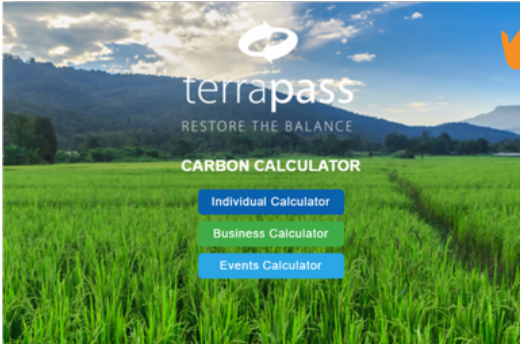 terrapass
RESTORE THE BALANCE
CARBON CALCULATOR
Individual Calculator
Business Calculator
Events Calculator